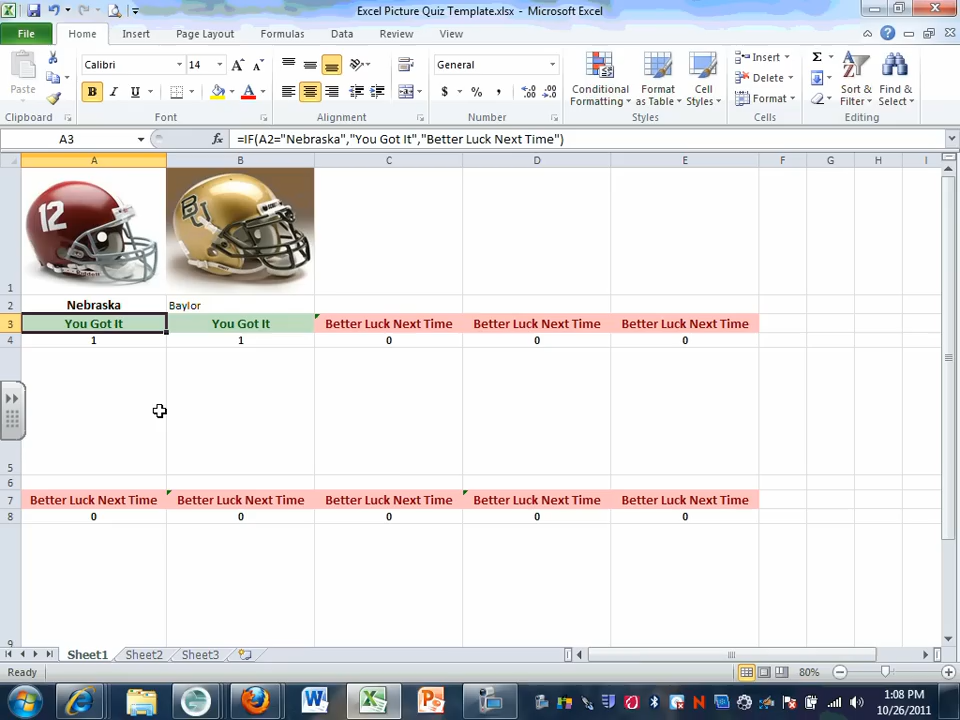 Excel Picture Quiz Template.xlsx - Microsoft Excel
File Home Insert Page Layout Formulas Data Review View
Paste Calibri 14 General Conditional Formatting Format as Table Cell Styles Insert Delete Format Sort & Filter Find & Select
Clipboard Font Alignment Number Styles Cells Editing
A3 fx =IF(A2="Nebraska","You Got It","Better Luck Next Time")
A B C D E F G H I
12 BU
1
2 Nebraska Baylor
3 You Got It You Got It Better Luck Next Time Better Luck Next Time Better Luck Next Time
4 1 1 0 0 0
5
6
7 Better Luck Next Time Better Luck Next Time Better Luck Next Time Better Luck Next Time Better Luck Next Time
8 0 0 0 0 0
9
Sheet1 Sheet2 Sheet3
Ready 80%
1:08 PM
10/26/2011